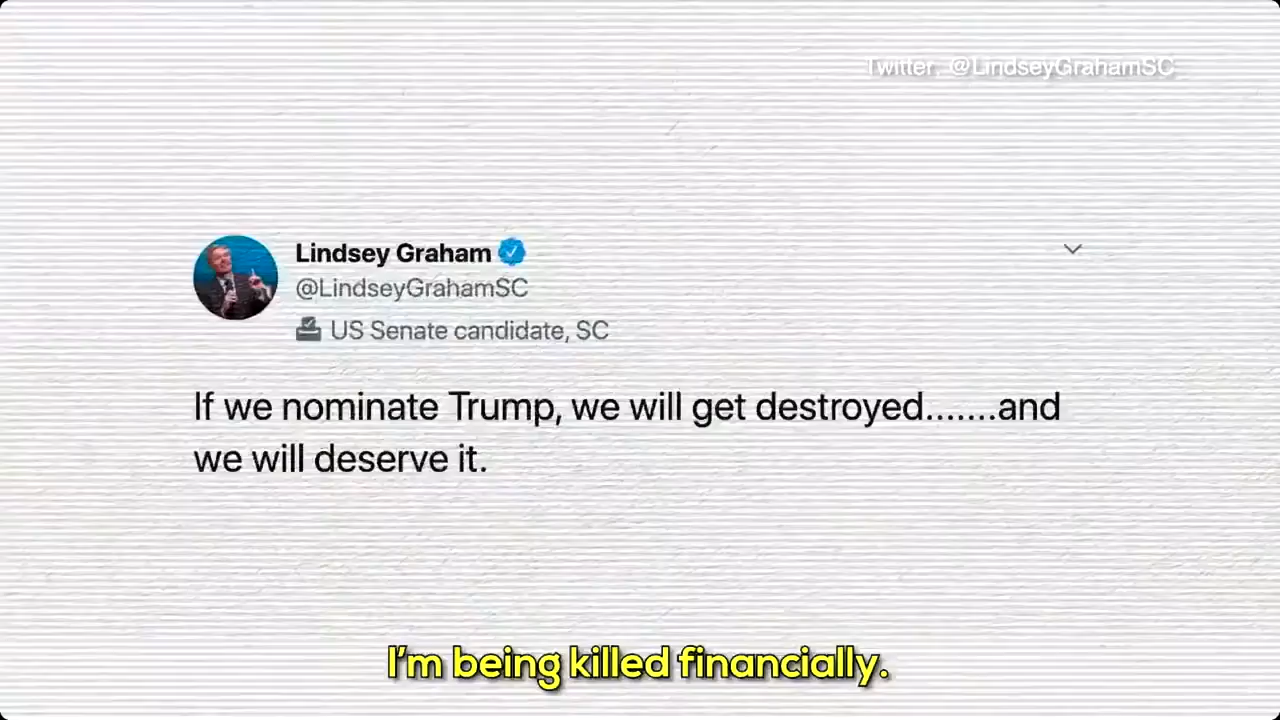 Twitter: @LindseyGrahamSC
Lindsey Graham
@LindseyGrahamSC
US Senate candidate, SC
If we nominate Trump, we will get destroyed.......and
we will deserve it.
I'm being killed financially.